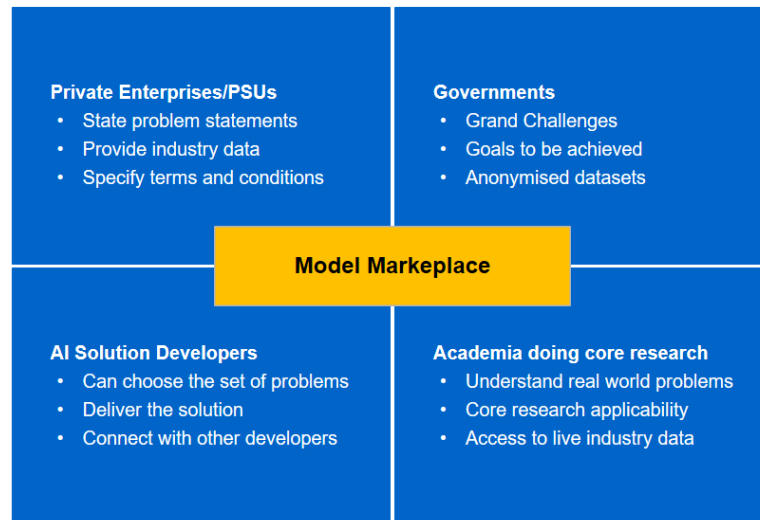 Private Enterprises/PSUs
• State problem statements
• Provide industry data
• Specify terms and conditions
Governments
• Grand Challenges
• Goals to be achieved
• Anonymised datasets
Model Markeplace
AI Solution Developers
• Can choose the set of problems
• Deliver the solution
• Connect with other developers
Academia doing core research
• Understand real world problems
• Core research applicability
• Access to live industry data